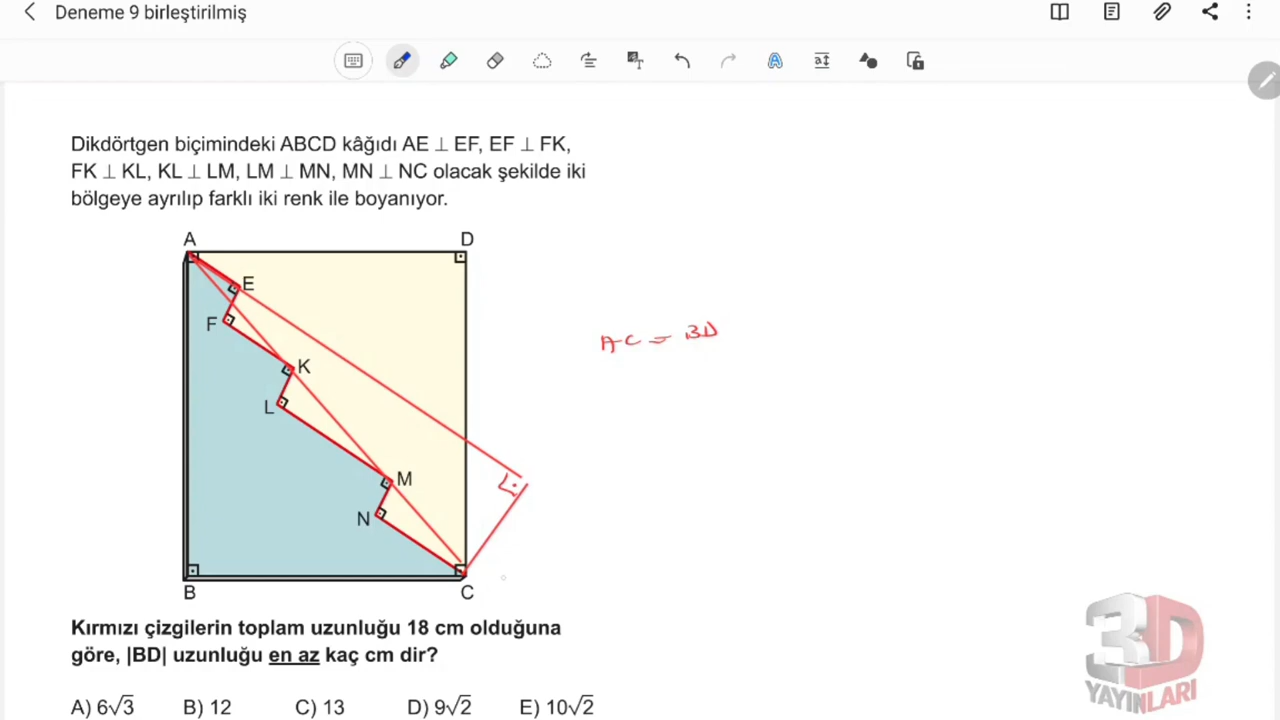 Deneme 9 birleştirilmiş
Dikdörtgen biçimindeki ABCD kâğıdı AE ⊥ EF, EF ⊥ FK,
FK ⊥ KL, KL ⊥ LM, LM ⊥ MN, MN ⊥ NC olacak şekilde iki
bölgeye ayrılıp farklı iki renk ile boyanıyor.
A
D
E
F
AC = BD
K
L
M
N
B
C
Kırmızı çizgilerin toplam uzunluğu 18 cm olduğuna
göre, |BD| uzunluğu en az kaç cm dir?
A) 6√3 B) 12 C) 13 D) 9√2 E) 10√2
3D
YAYINLARI